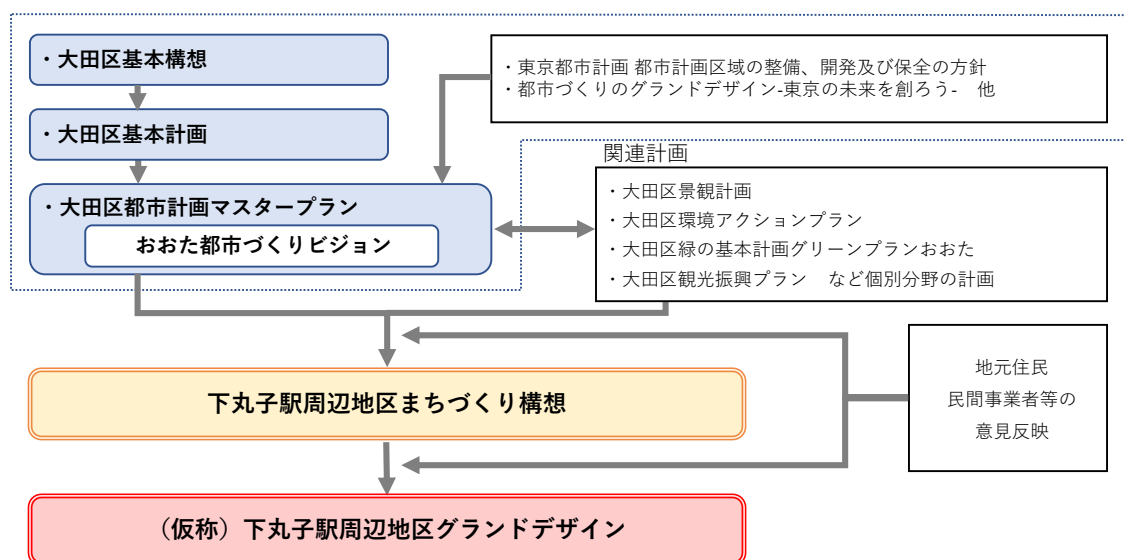 ・大田区基本構想
・東京都市計画 都市計画区域の整備、開発及び保全の方針
・都市づくりのグランドデザイン-東京の未来を創ろう-　他
・大田区基本計画
関連計画
・大田区都市計画マスタープラン
おおた都市づくりビジョン
・大田区景観計画
・大田区環境アクションプラン
・大田区緑の基本計画グリーンプランおおた
・大田区観光振興プラン　など個別分野の計画
地元住民
民間事業者等の
意見反映
下丸子駅周辺地区まちづくり構想
（仮称）下丸子駅周辺地区グランドデザイン